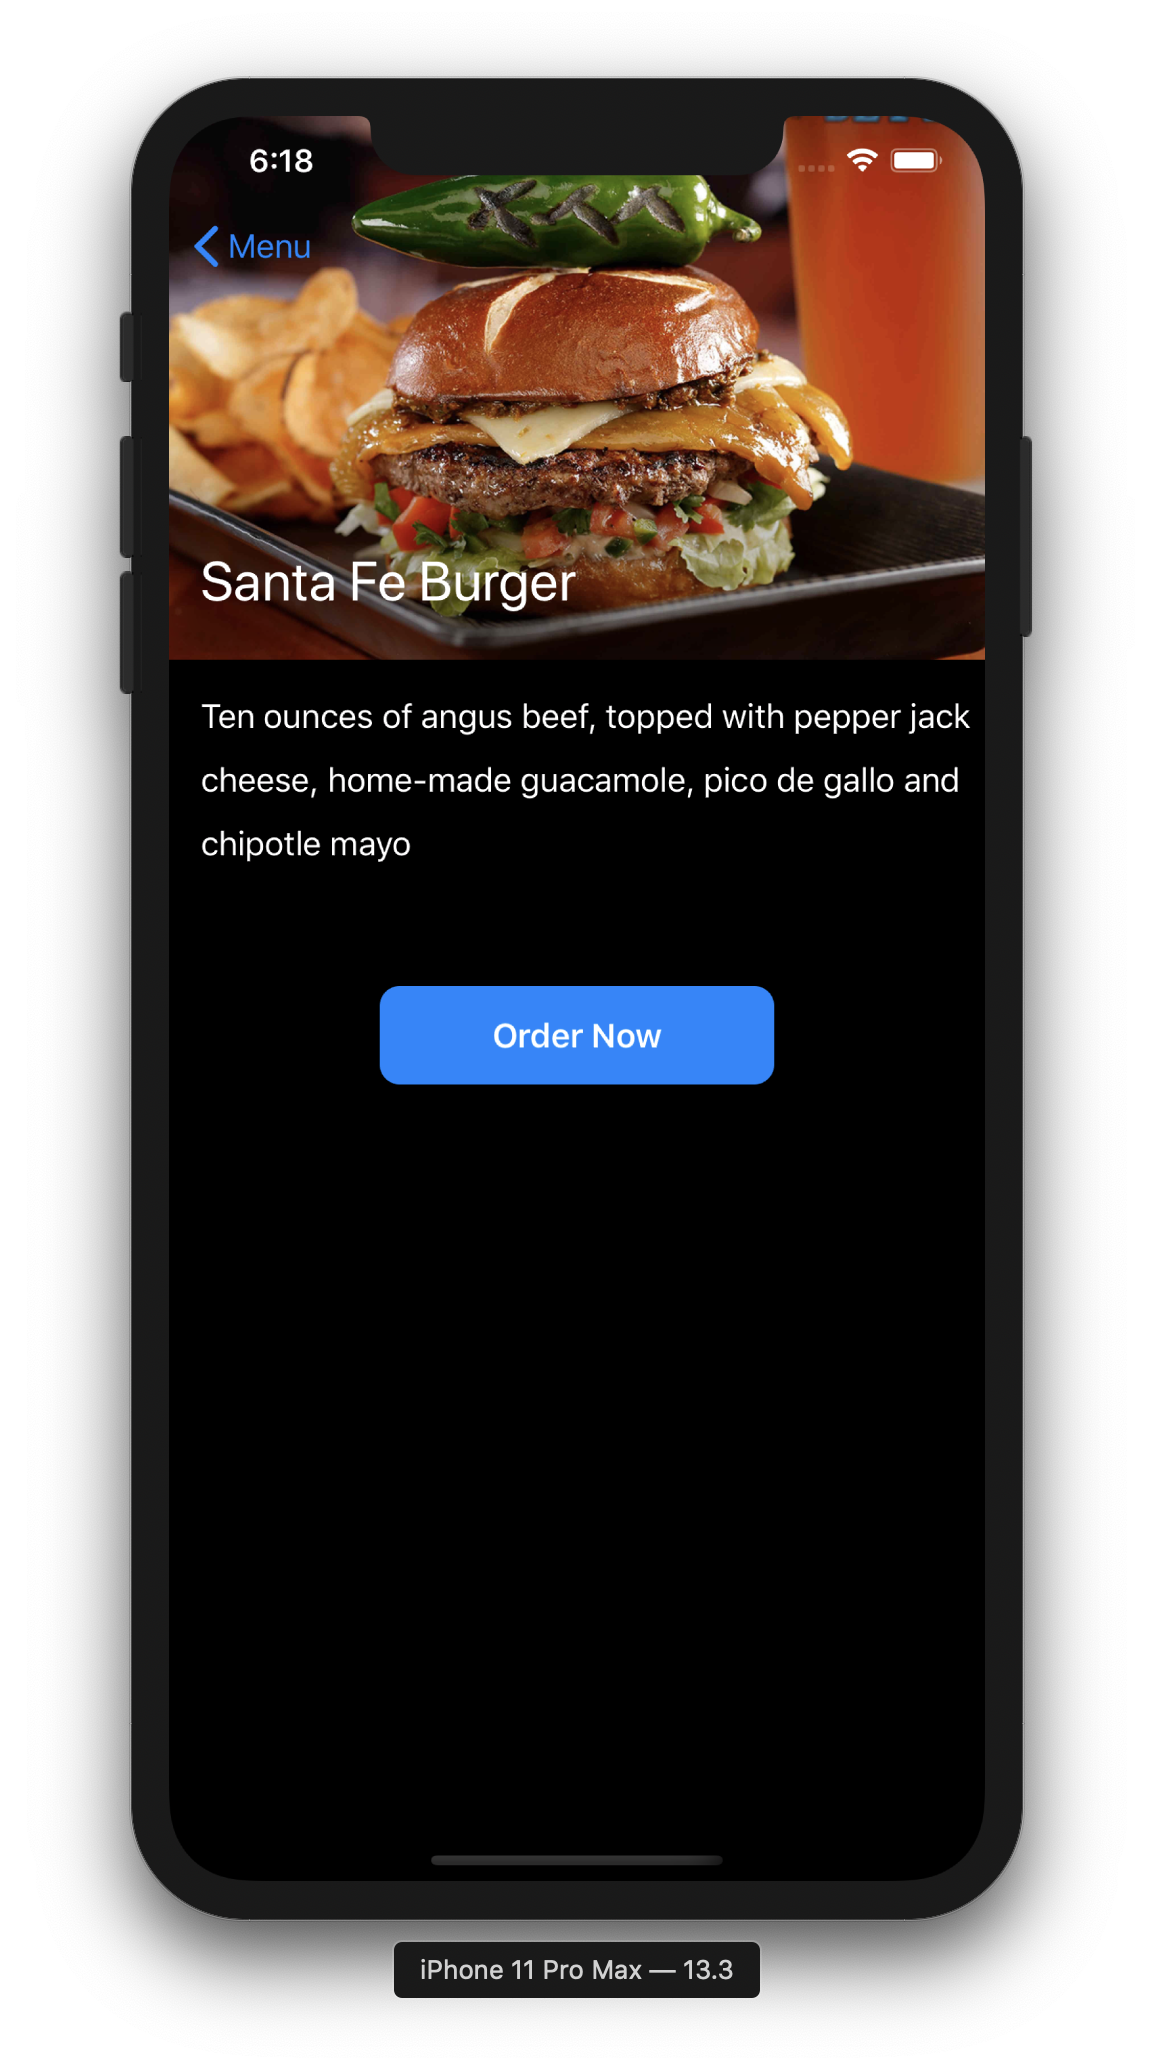 6:18
Menu
Santa Fe Burger
Ten ounces of angus beef, topped with pepper jack
cheese, home-made guacamole, pico de gallo and
chipotle mayo
Order Now
iPhone 11 Pro Max — 13.3